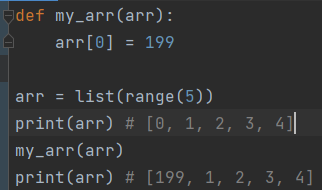 def my_arr(arr):
    arr[0] = 199
arr = list(range(5))
print(arr) # [0, 1, 2, 3, 4]
my_arr(arr)
print(arr) # [199, 1, 2, 3, 4]